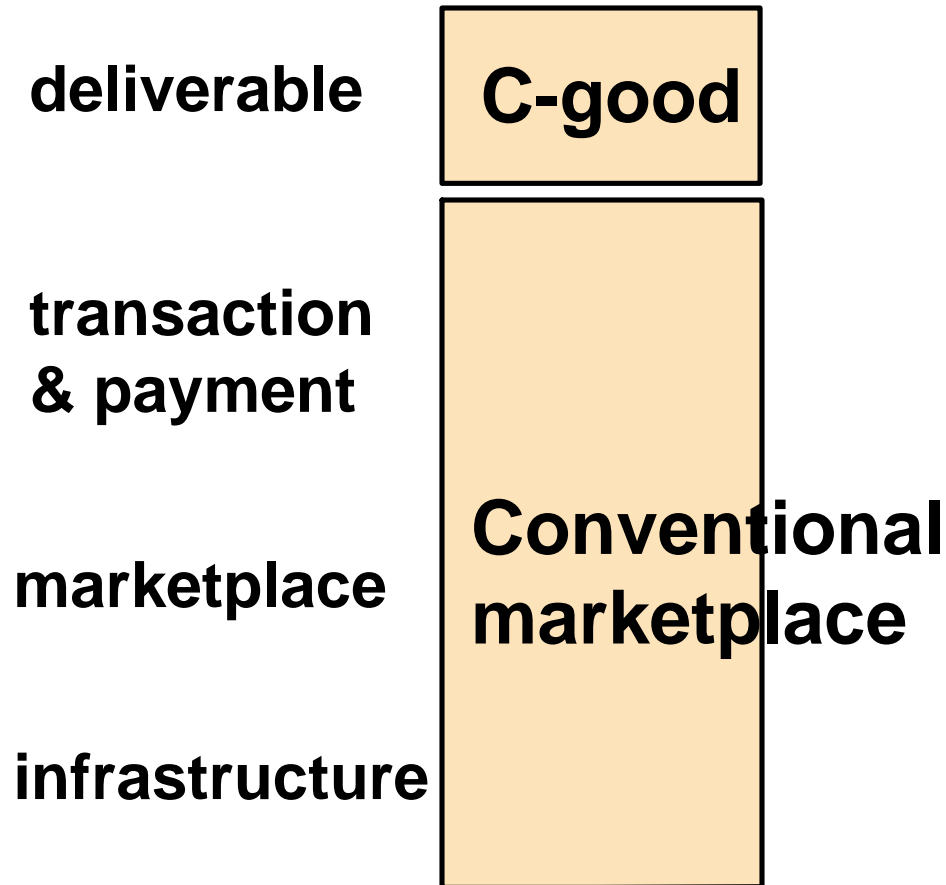 deliverable
C-good
transaction
& payment
Conventional
marketplace
marketplace
infrastructure